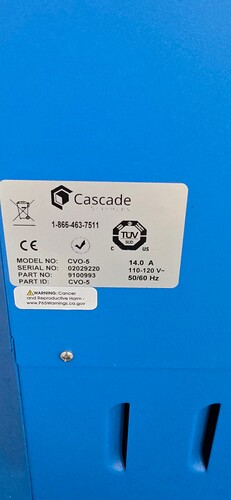 Cascade
1-866-463-7511
TÜV
SÜD
C US
CE
MODEL NO: CVO-5 14.0 A
SERIAL NO: 02029220 110-120 V~
PART NO: 9100993 50/60 Hz
PART ID: CVO-5
WARNING: Cancer
and Reproductive Harm -
www.P65Warnings.ca.gov